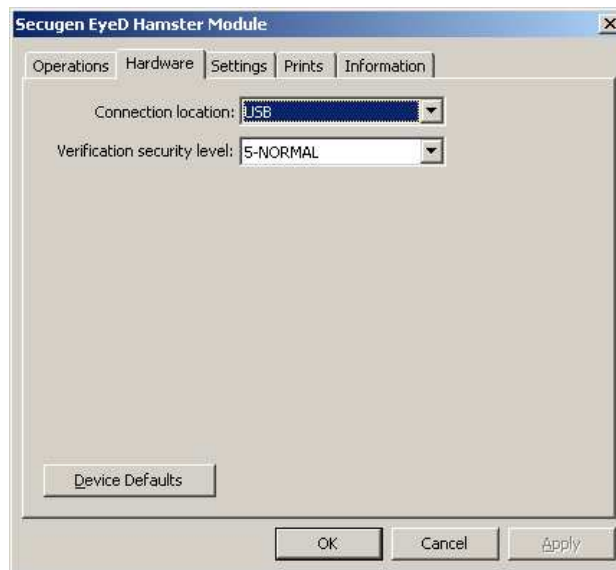 Secugen EyeD Hamster Module
Operations Hardware Settings Prints Information
Connection location: USB
Verification security level: 5-NORMAL
Device Defaults
OK Cancel Apply